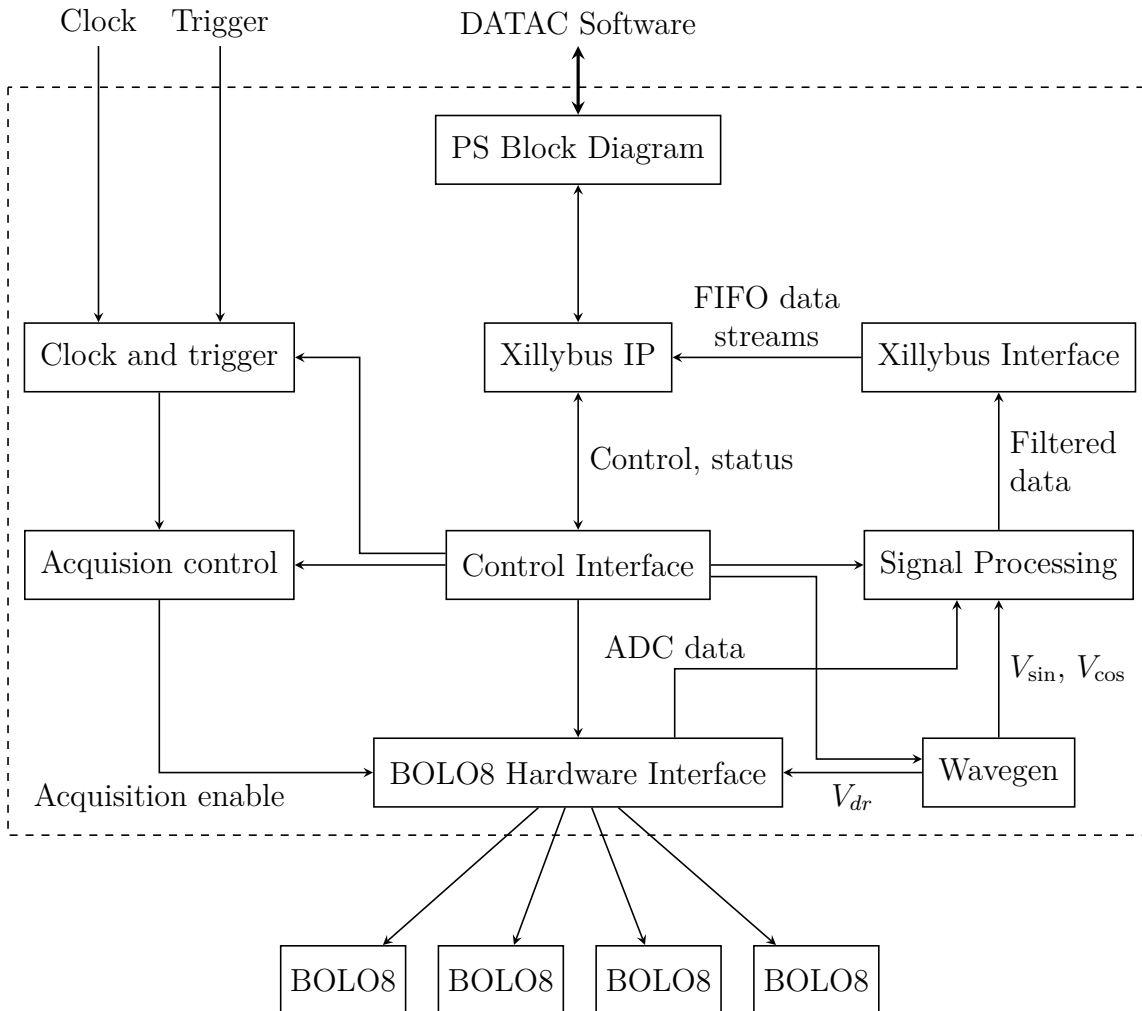 Clock
Trigger
DATAC Software
PS Block Diagram
FIFO data
streams
Clock and trigger
Xillybus IP
Xillybus Interface
Control, status
Filtered
data
Acquision control
Control Interface
Signal Processing
ADC data
V_sin, V_cos
BOLO8 Hardware Interface
Wavegen
Acquisition enable
V_dr
BOLO8
BOLO8
BOLO8
BOLO8